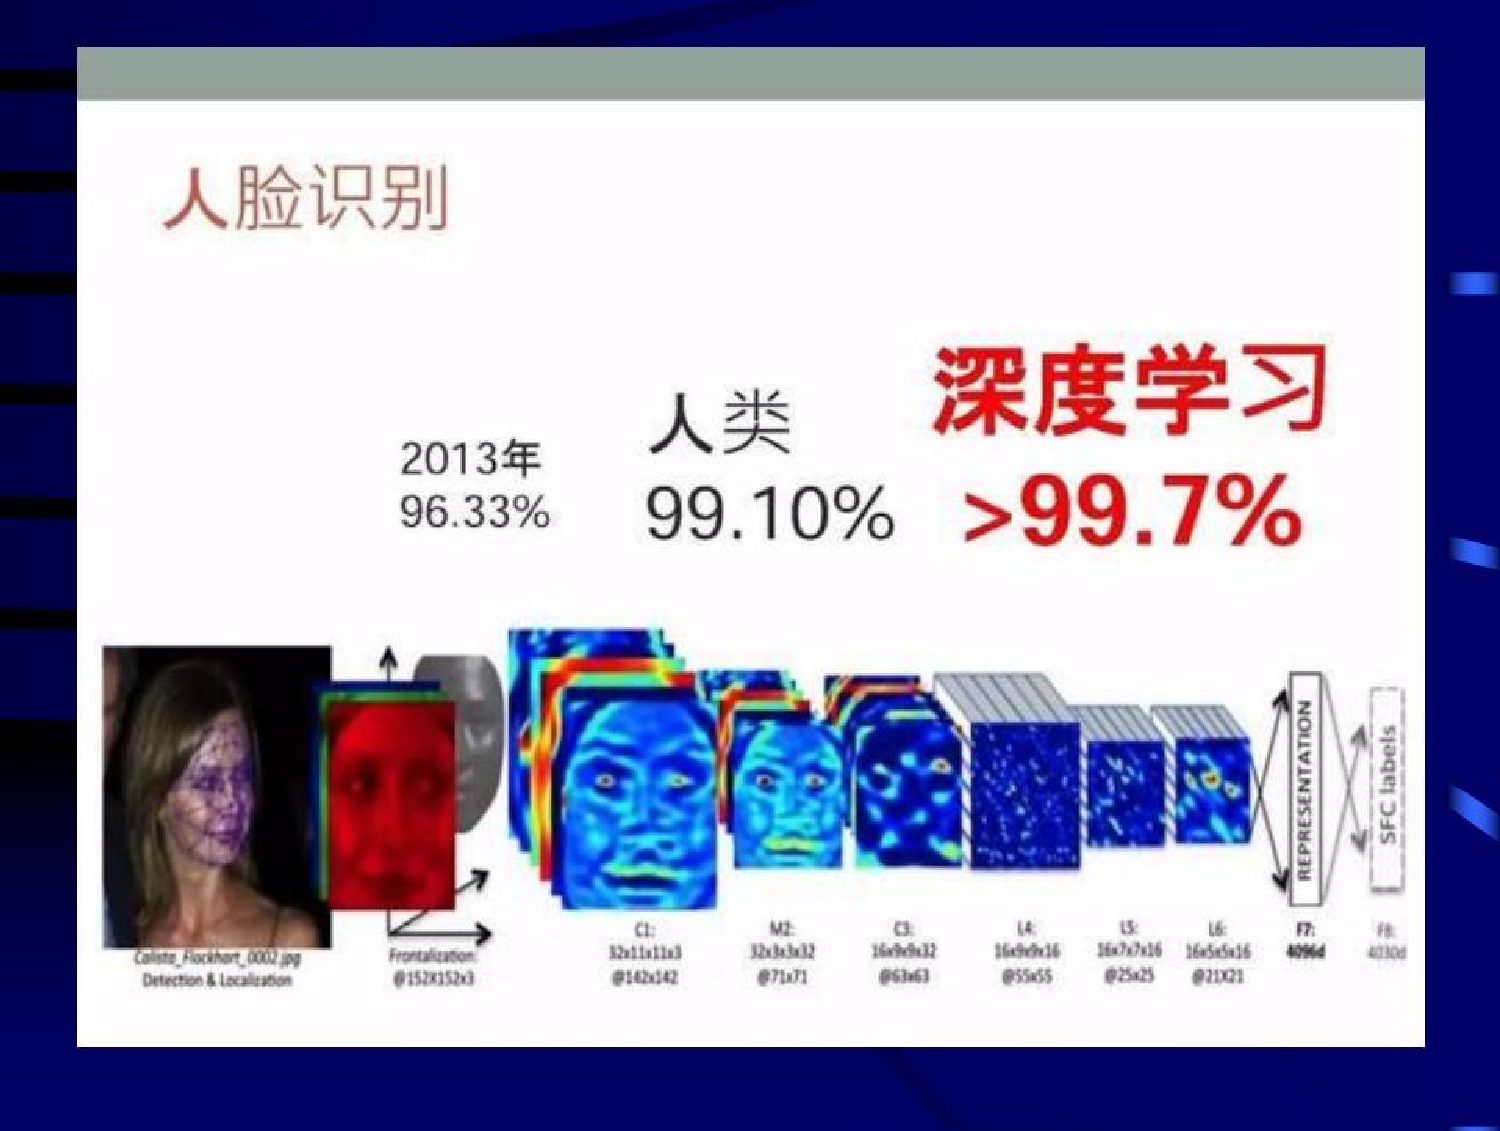 人脸识别
2013年
96.33%
人类
99.10%
深度学习
>99.7%
REPRESENTATION
SFC labels
Calista_Flockhart_0002.jpg
Detection & Localization
Frontalization:
@152X152x3
C1:
32x11x11x3
@142x142
M2:
32x3x3x32
@71x71
C3:
16x9x9x32
@63x63
L4:
16x9x9x16
@55x55
L5:
16x7x7x16
@25x25
L6:
16x5x5x16
@21X21
F7:
4096d
F8:
4030d